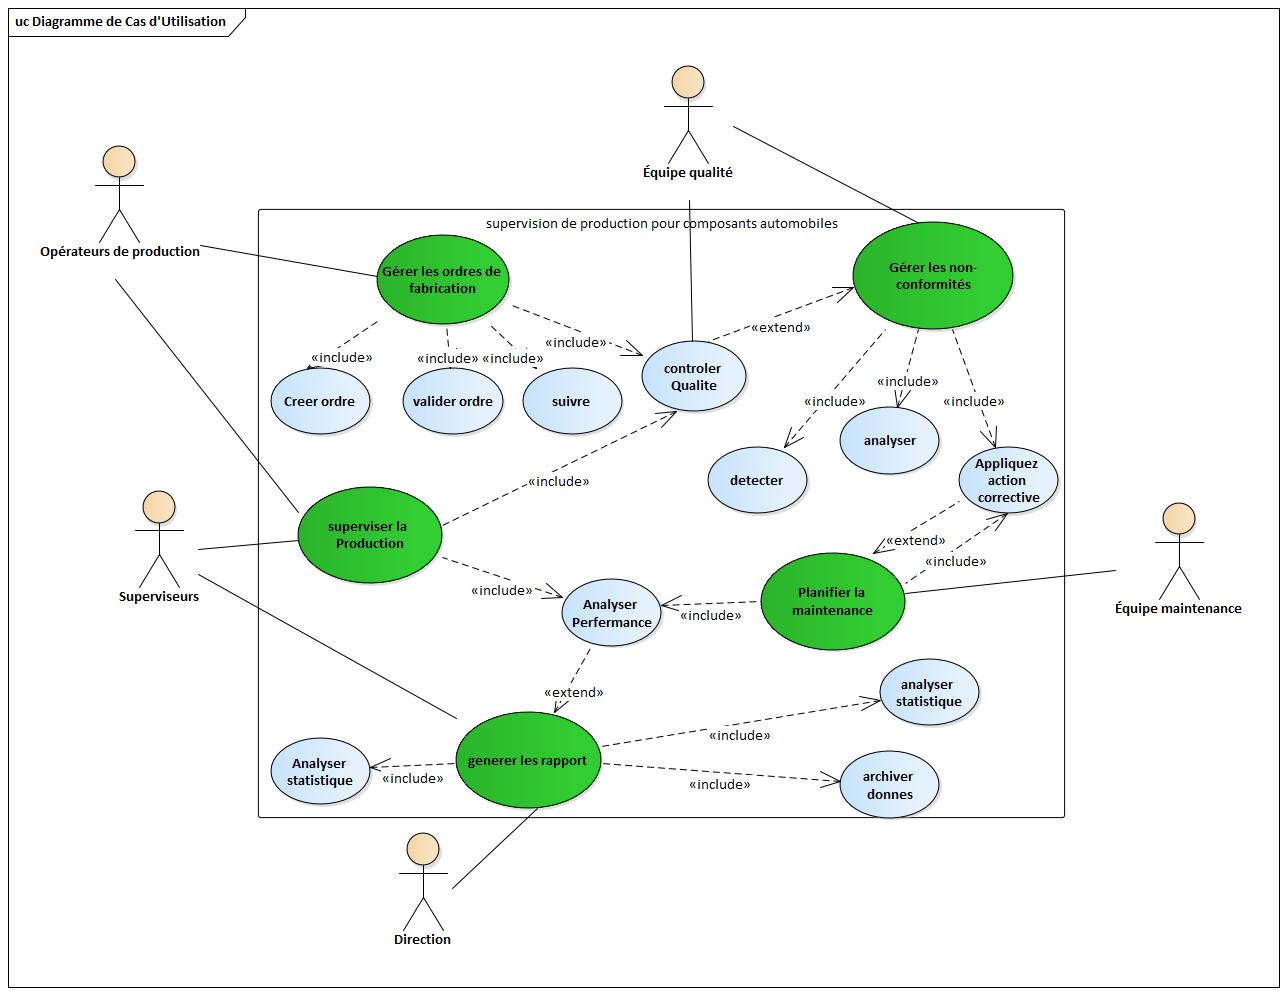 uc Diagramme de Cas d'Utilisation
Équipe qualité
Opérateurs de production
supervision de production pour composants automobiles
Gérer les ordres de
fabrication
Gérer les non-
conformités
«extend»
«include»
«include»
«include»
«include»
controler
Qualite
Creer ordre
valider ordre
suivre
«include»
«include»
«include»
analyser
detecter
Appliquez
action
corrective
«include»
superviser la
Production
«extend»
«include»
Superviseurs
«include»
Analyser
Perfermance
«include»
Planifier la
maintenance
Équipe maintenance
«extend»
analyser
statistique
«include»
generer les rapport
Analyser
statistique
«include»
«include»
archiver
donnes
Direction